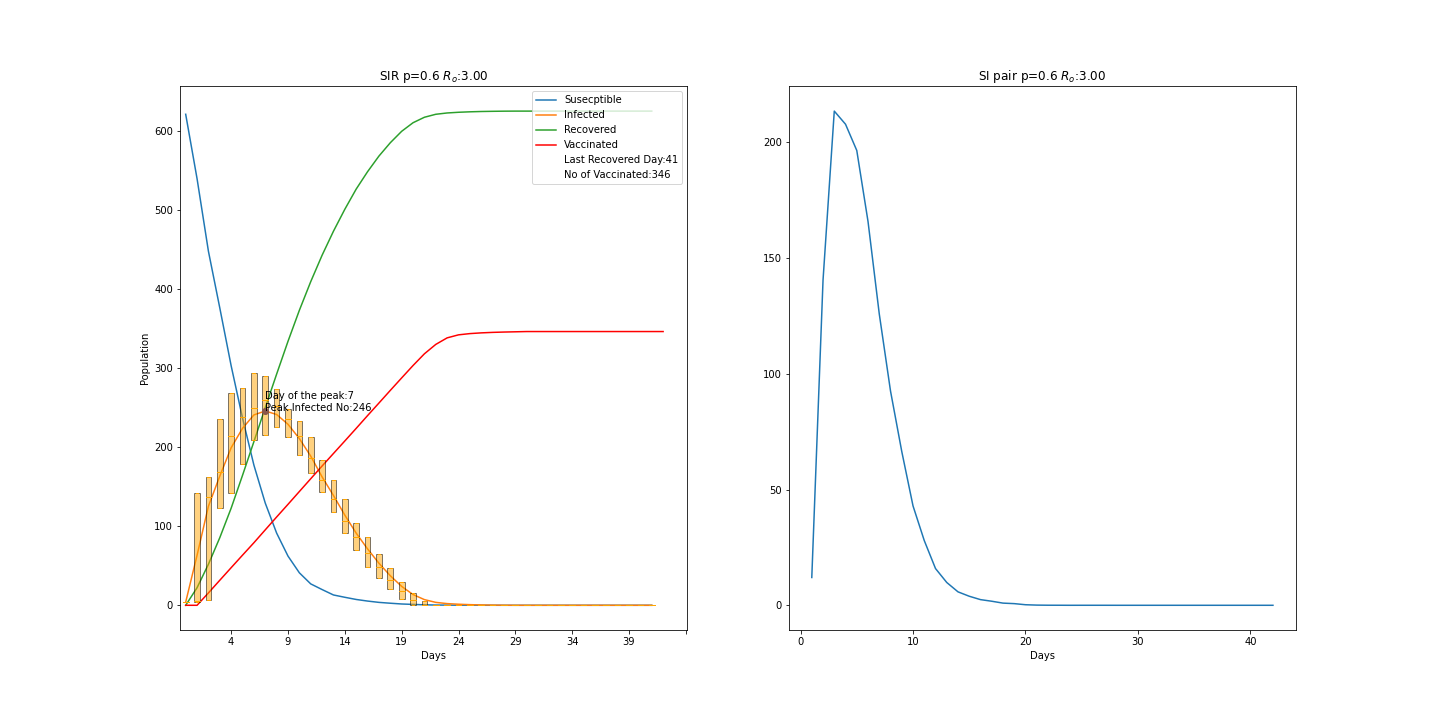 SIR p=0.6 Rₒ:3.00
Susecptible
Infected
Recovered
Vaccinated
Last Recovered Day:41
No of Vaccinated:346
600
500
400
300
200
100
0
Population
Day of the peak:7
Peak Infected No:246
4 9 14 19 24 29 34 39
Days
SI pair p=0.6 Rₒ:3.00
200
150
100
50
0
0 10 20 30 40
Days